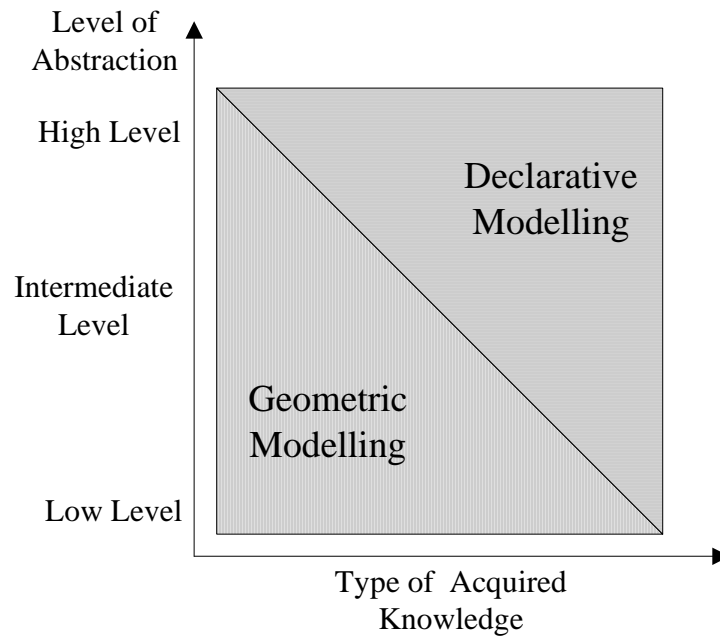 Level of
Abstraction
High Level
Declarative
Modelling
Intermediate
Level
Geometric
Modelling
Low Level
Type of Acquired
Knowledge